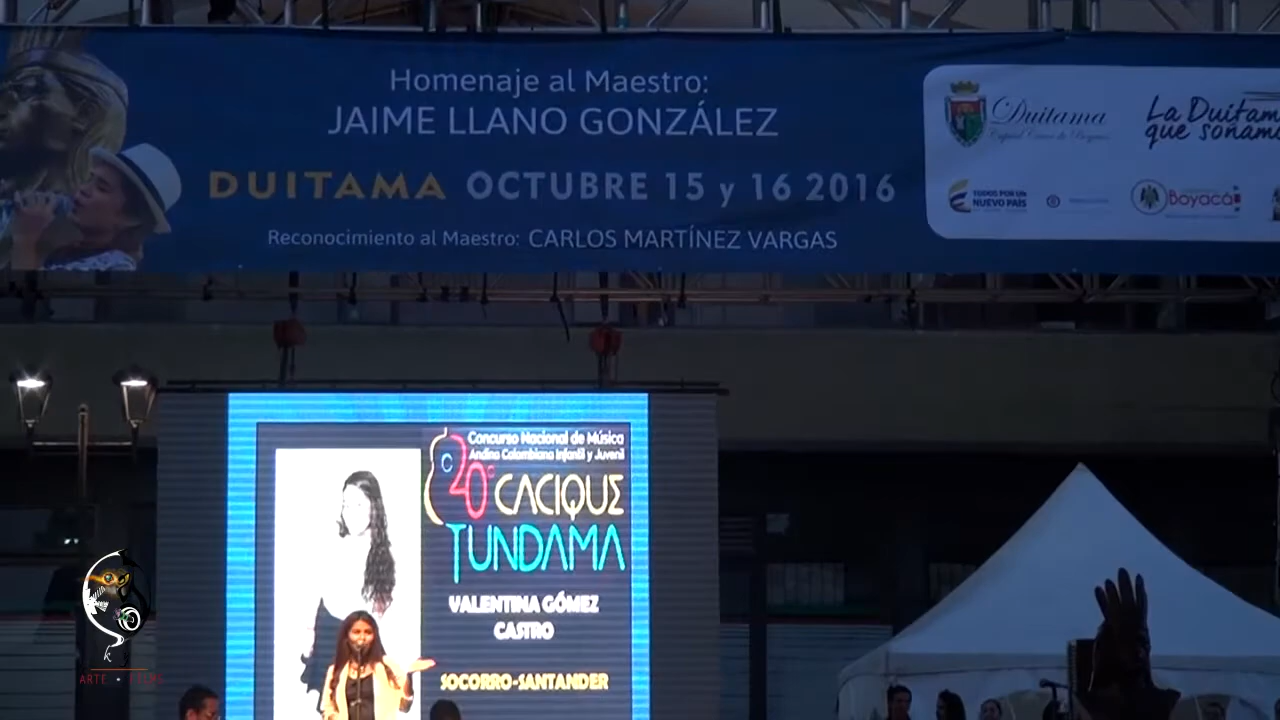 Homenaje al Maestro:
JAIME LLANO GONZÁLEZ
DUITAMA OCTUBRE 15 y 16 2016
Reconocimiento al Maestro: CARLOS MARTÍNEZ VARGAS
Duitama
La Duitam
que soñam
TODOS POR UN
NUEVO PAÍS
Boyacá
Concurso Nacional de Música
Andina Colombiana Infantil y Juvenil
20° CACIQUE
TUNDAMA
VALENTINA GÓMEZ
CASTRO
SOCORRO-SANTANDER
ARTE - FILMS